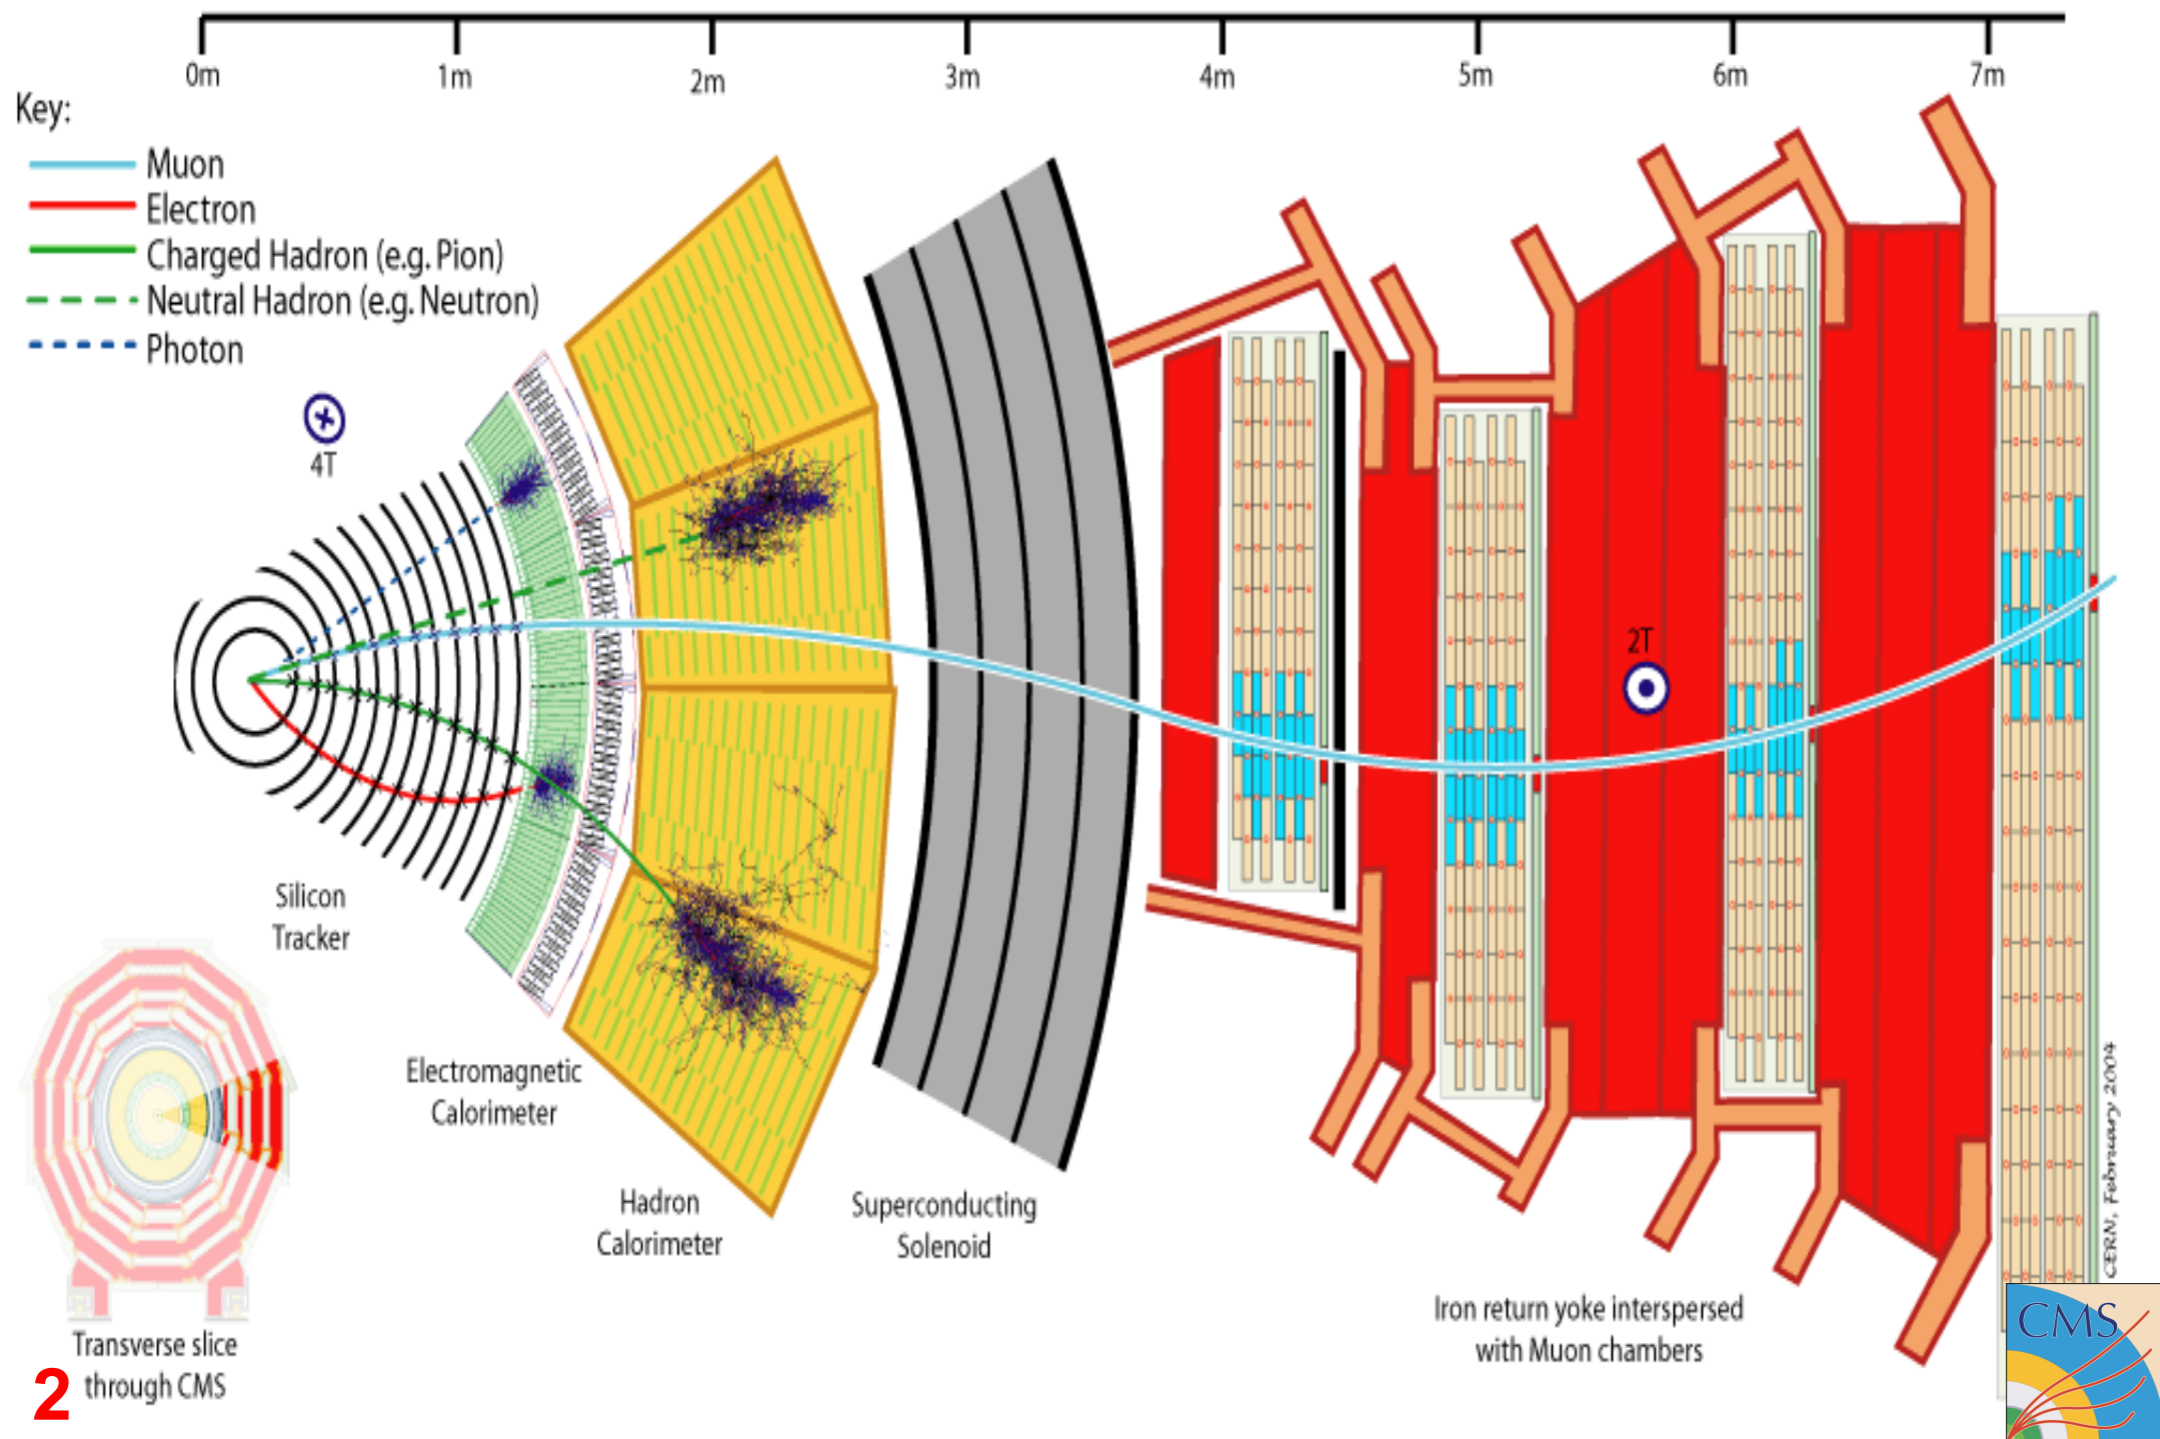 0m 1m 2m 3m 4m 5m 6m 7m
Key:
Muon
Electron
Charged Hadron (e.g. Pion)
Neutral Hadron (e.g. Neutron)
Photon
4T
2T
Silicon
Tracker
Electromagnetic
Calorimeter
Hadron
Calorimeter
Superconducting
Solenoid
Iron return yoke interspersed
with Muon chambers
Transverse slice
through CMS
2
CERN, February 2004
CMS